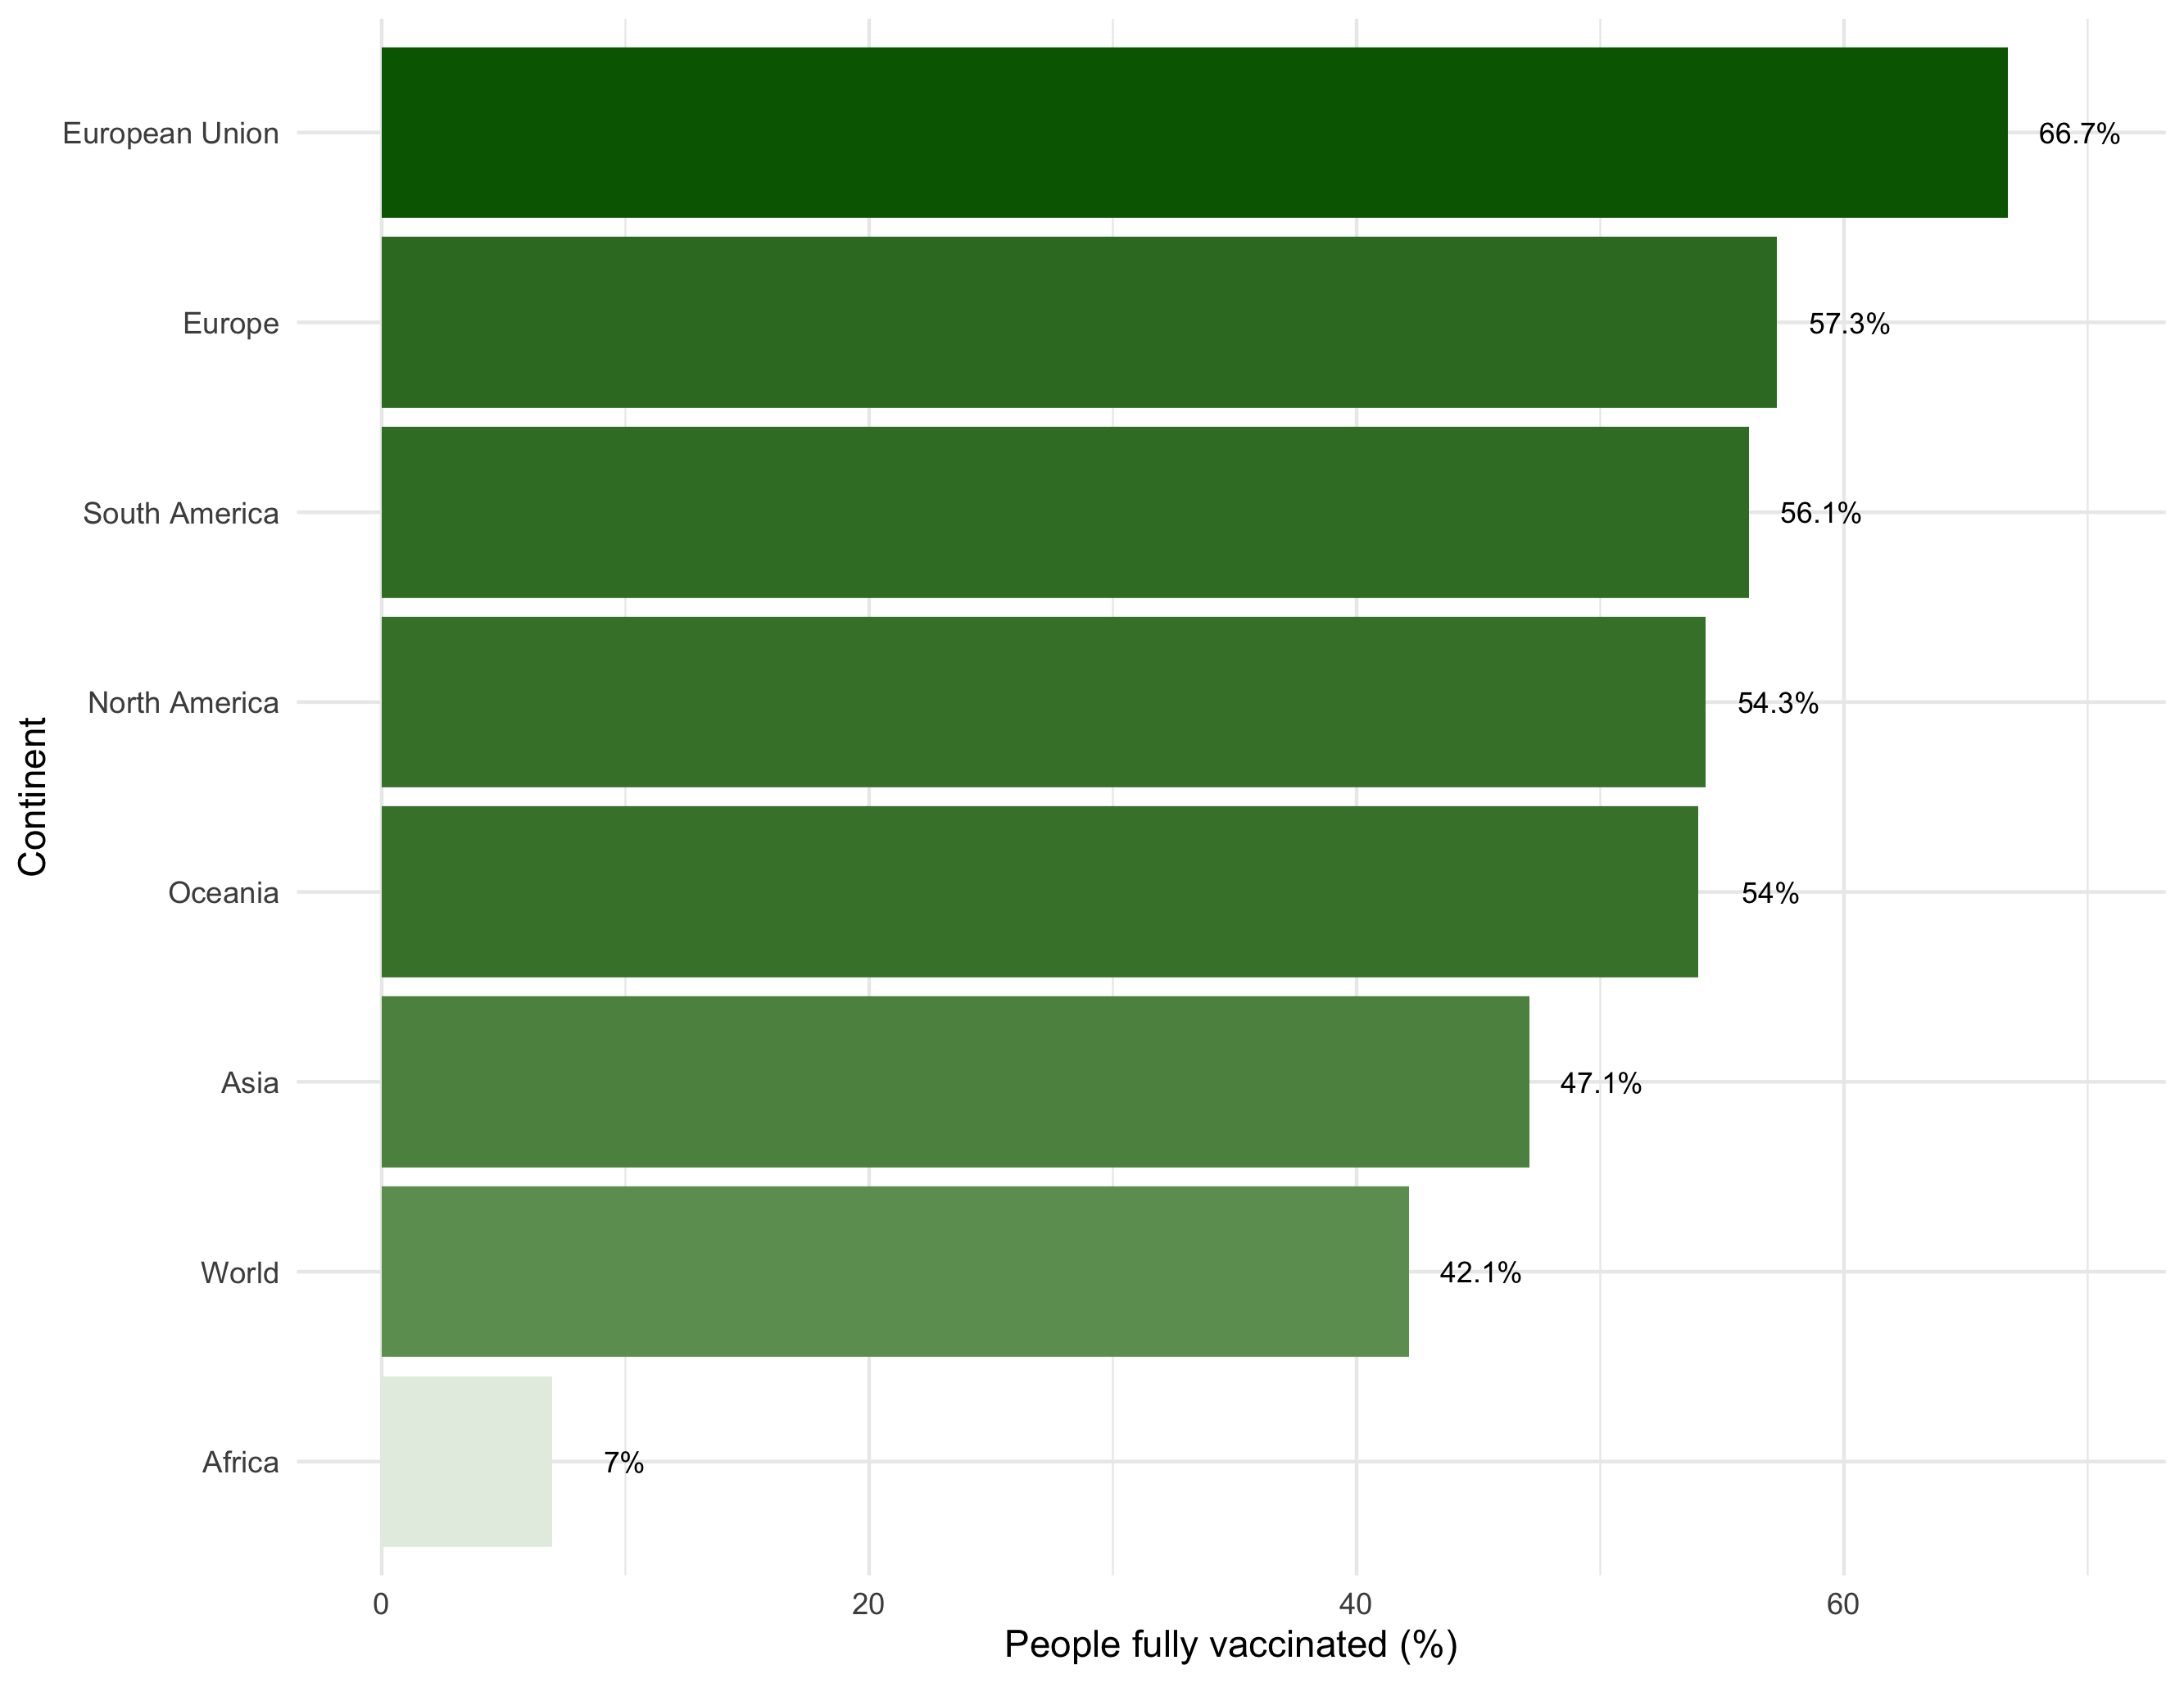 European Union
66.7%
Europe
57.3%
South America
56.1%
North America
54.3%
Continent
Oceania
54%
Asia
47.1%
World
42.1%
Africa
7%
0
20
40
60
People fully vaccinated (%)